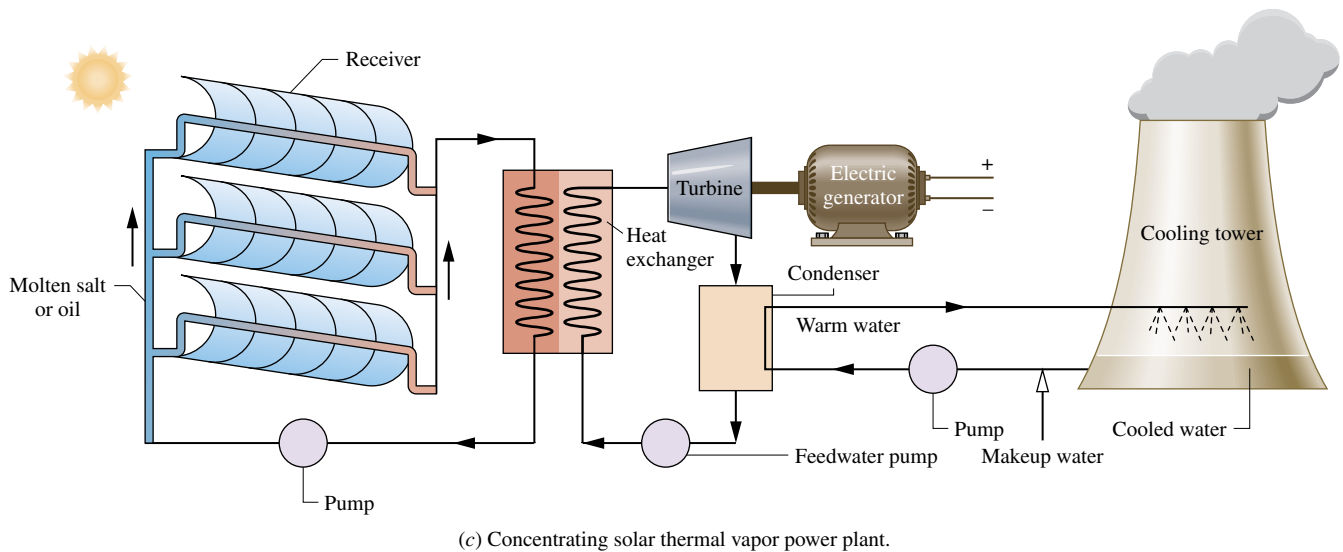 Receiver
Molten salt
or oil
Pump
Heat
exchanger
Turbine
Electric
generator
+
−
Condenser
Warm water
Feedwater pump
Pump
Makeup water
Cooling tower
Cooled water
(c) Concentrating solar thermal vapor power plant.